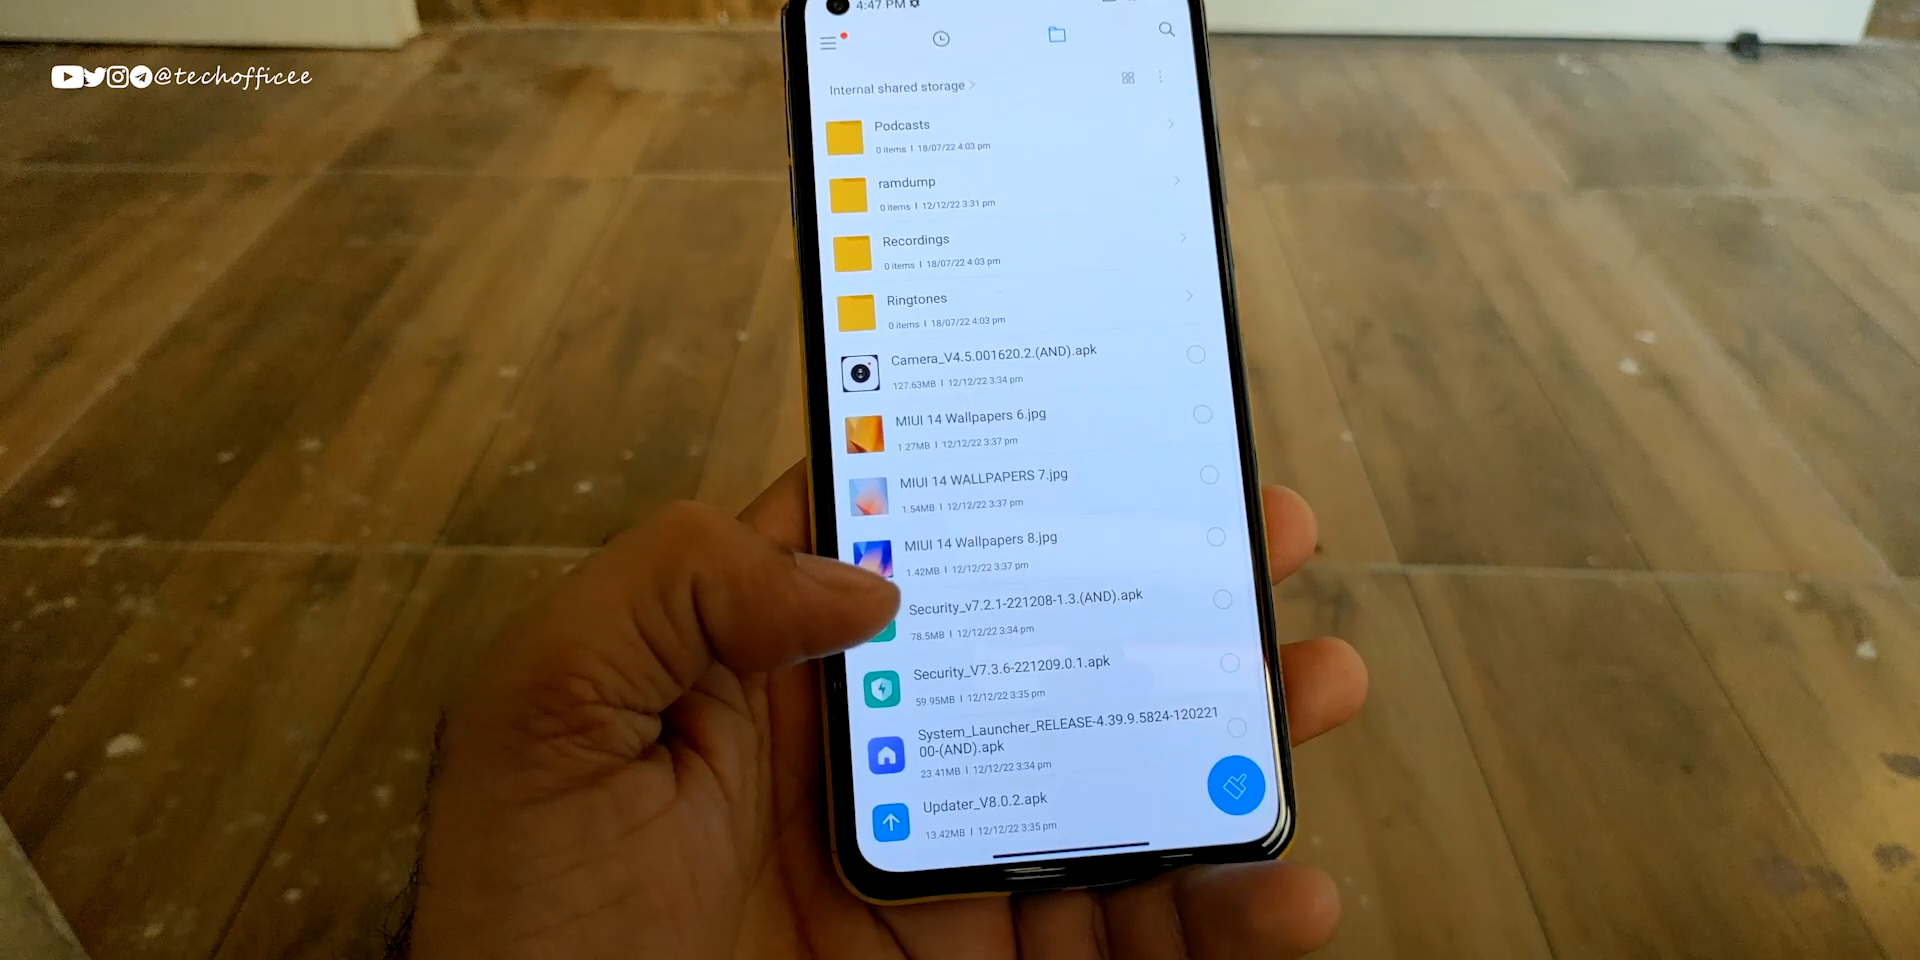 4:47 PM
@techofficee
Internal shared storage
Podcasts
0 items | 18/07/22 4:03 pm
ramdump
0 items | 12/12/22 3:31 pm
Recordings
0 items | 18/07/22 4:03 pm
Ringtones
0 items | 18/07/22 4:03 pm
Camera_V4.5.001620.2.(AND).apk
127.63MB | 12/12/22 3:34 pm
MIUI 14 Wallpapers 6.jpg
1.27MB | 12/12/22 3:37 pm
MIUI 14 WALLPAPERS 7.jpg
1.54MB | 12/12/22 3:37 pm
MIUI 14 Wallpapers 8.jpg
1.42MB | 12/12/22 3:37 pm
Security_v7.2.1-221208-1.3.(AND).apk
78.5MB | 12/12/22 3:34 pm
Security_V7.3.6-221209.0.1.apk
59.95MB | 12/12/22 3:35 pm
System_Launcher_RELEASE-4.39.9.5824-120221
00-(AND).apk
23.41MB | 12/12/22 3:34 pm
Updater_V8.0.2.apk
13.42MB | 12/12/22 3:35 pm